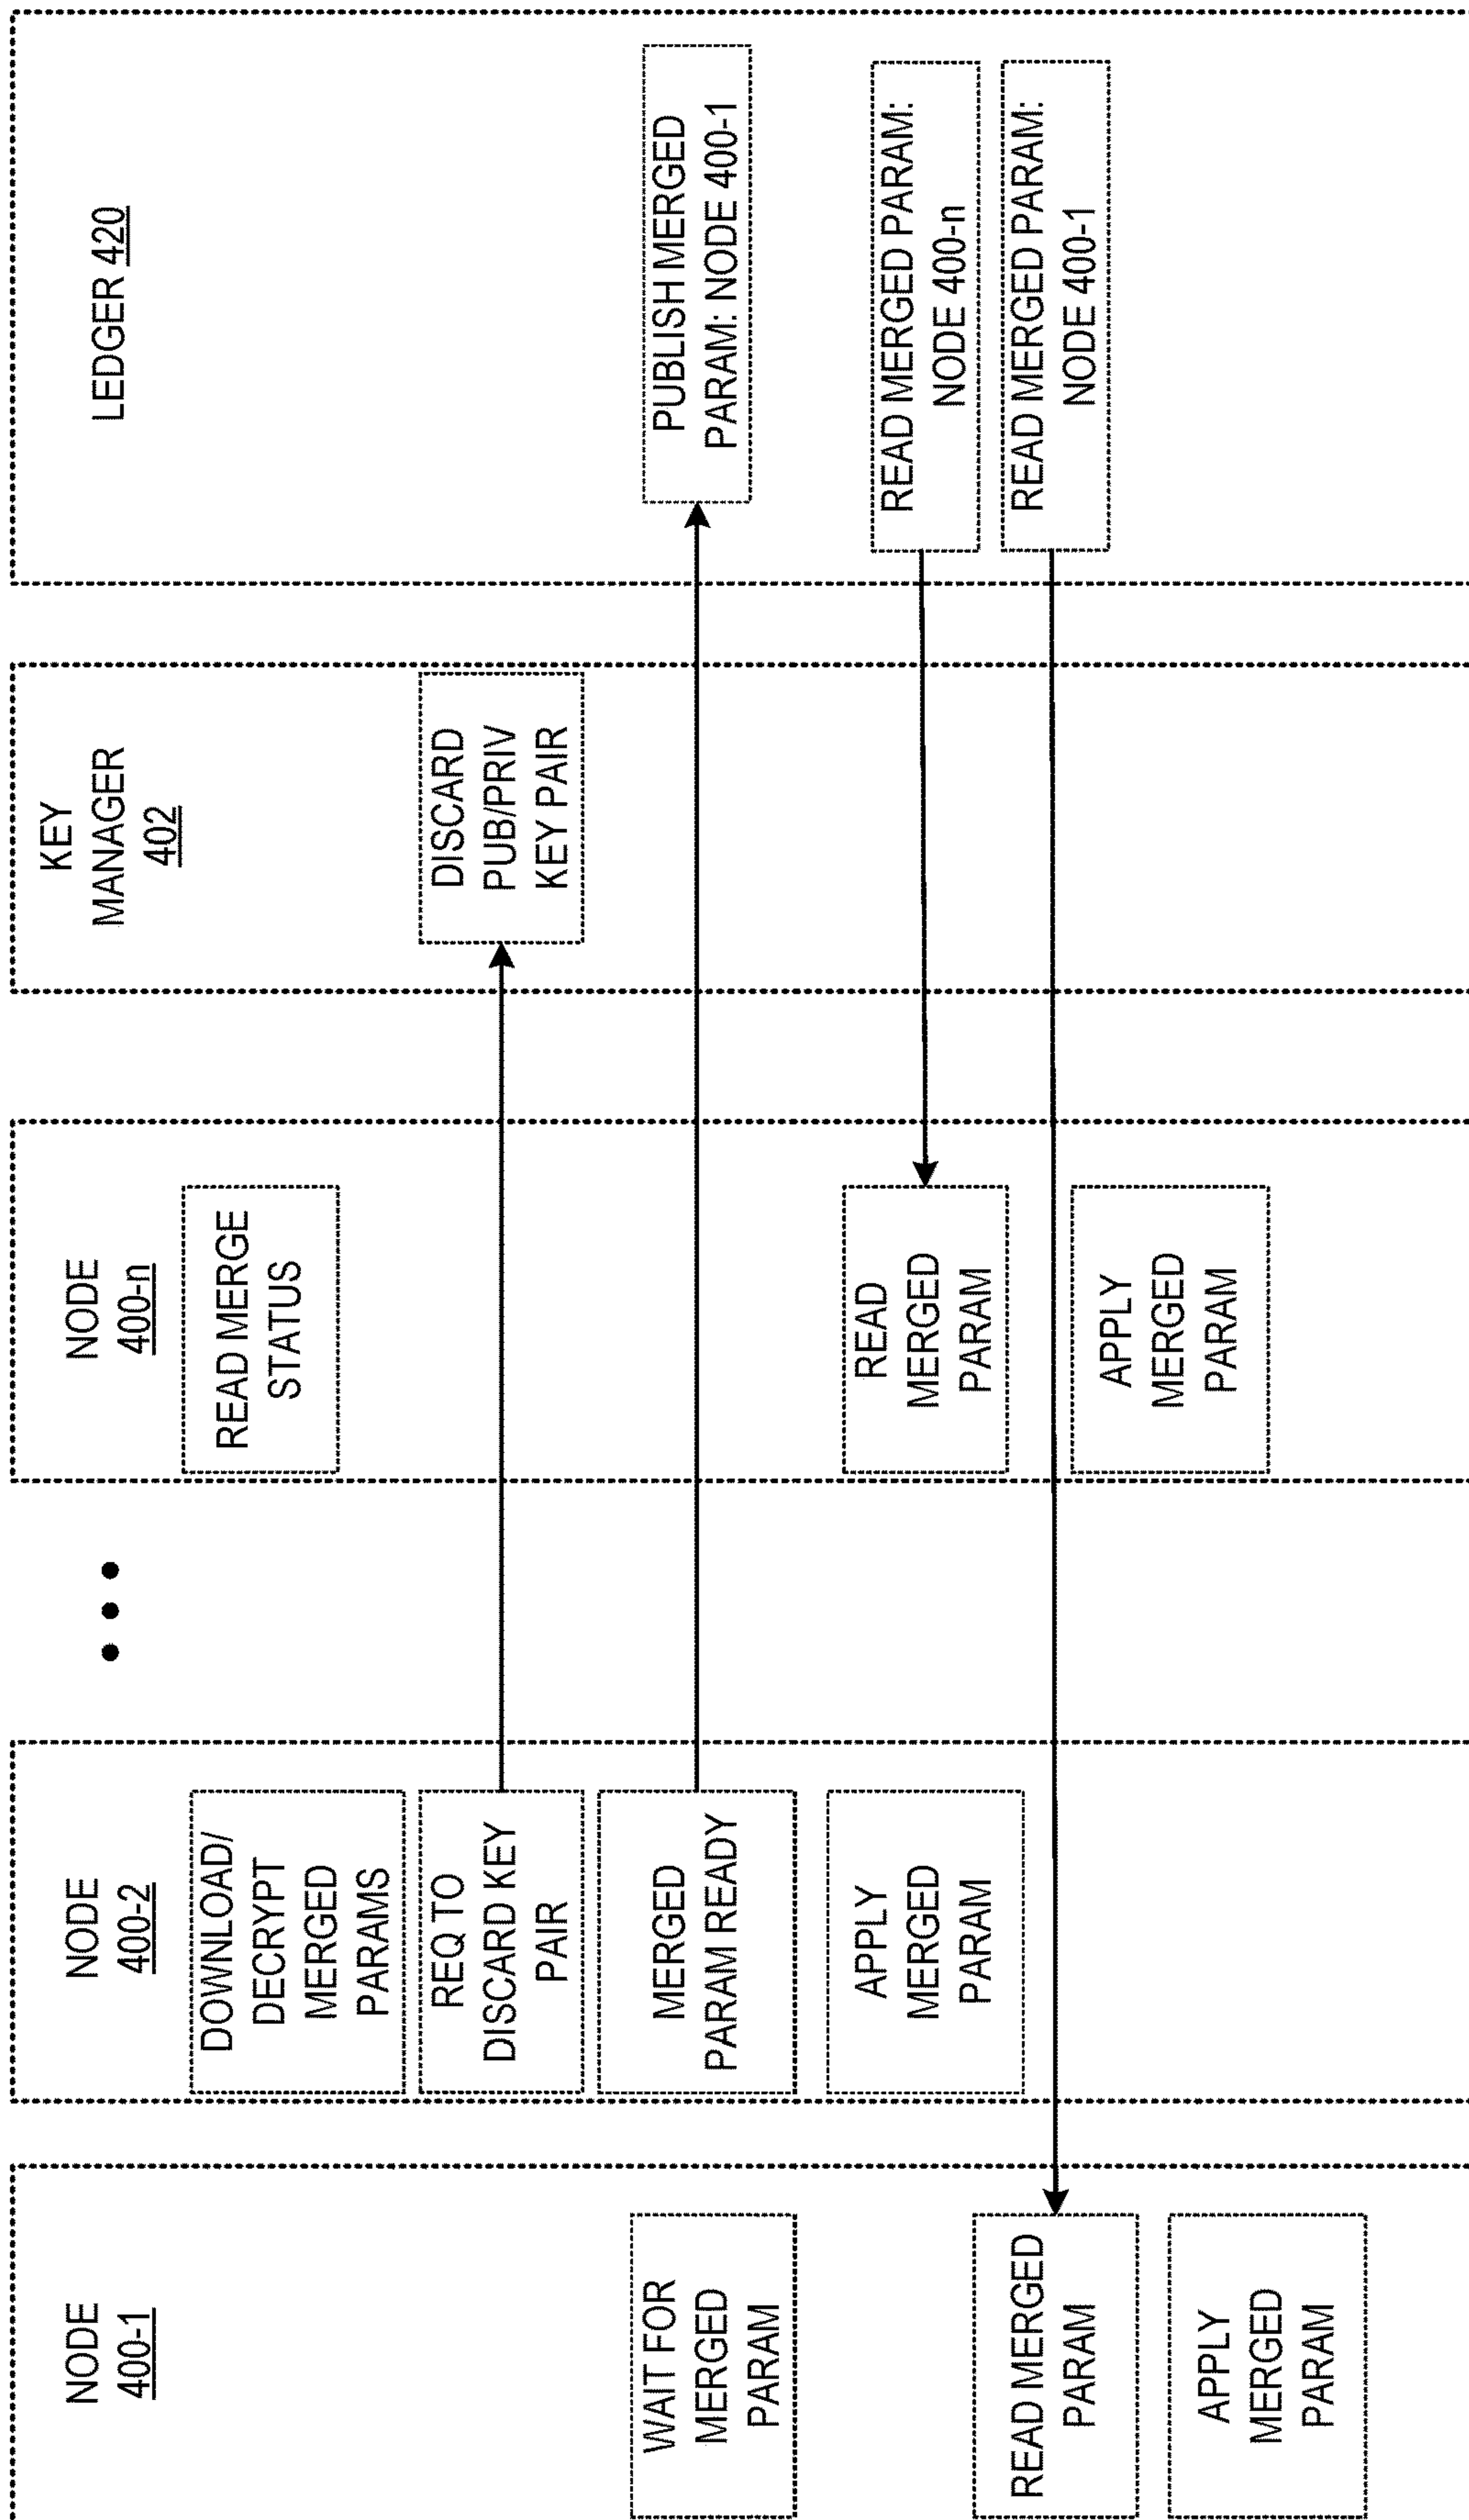 NODE
400-1
WAIT FOR
MERGED
PARAM
READ MERGED
PARAM
APPLY
MERGED
PARAM
NODE
400-2
DOWNLOAD/
DECRYPT
MERGED
PARAMS
REQ TO
DISCARD KEY
PAIR
MERGED
PARAM READY
APPLY
MERGED
PARAM
NODE
400-n
READ MERGE
STATUS
READ
MERGED
PARAM
APPLY
MERGED
PARAM
KEY
MANAGER
402
DISCARD
PUB/PRIV
KEY PAIR
LEDGER 420
PUBLISH MERGED
PARAM: NODE 400-1
READ MERGED PARAM:
NODE 400-n
READ MERGED PARAM:
NODE 400-1